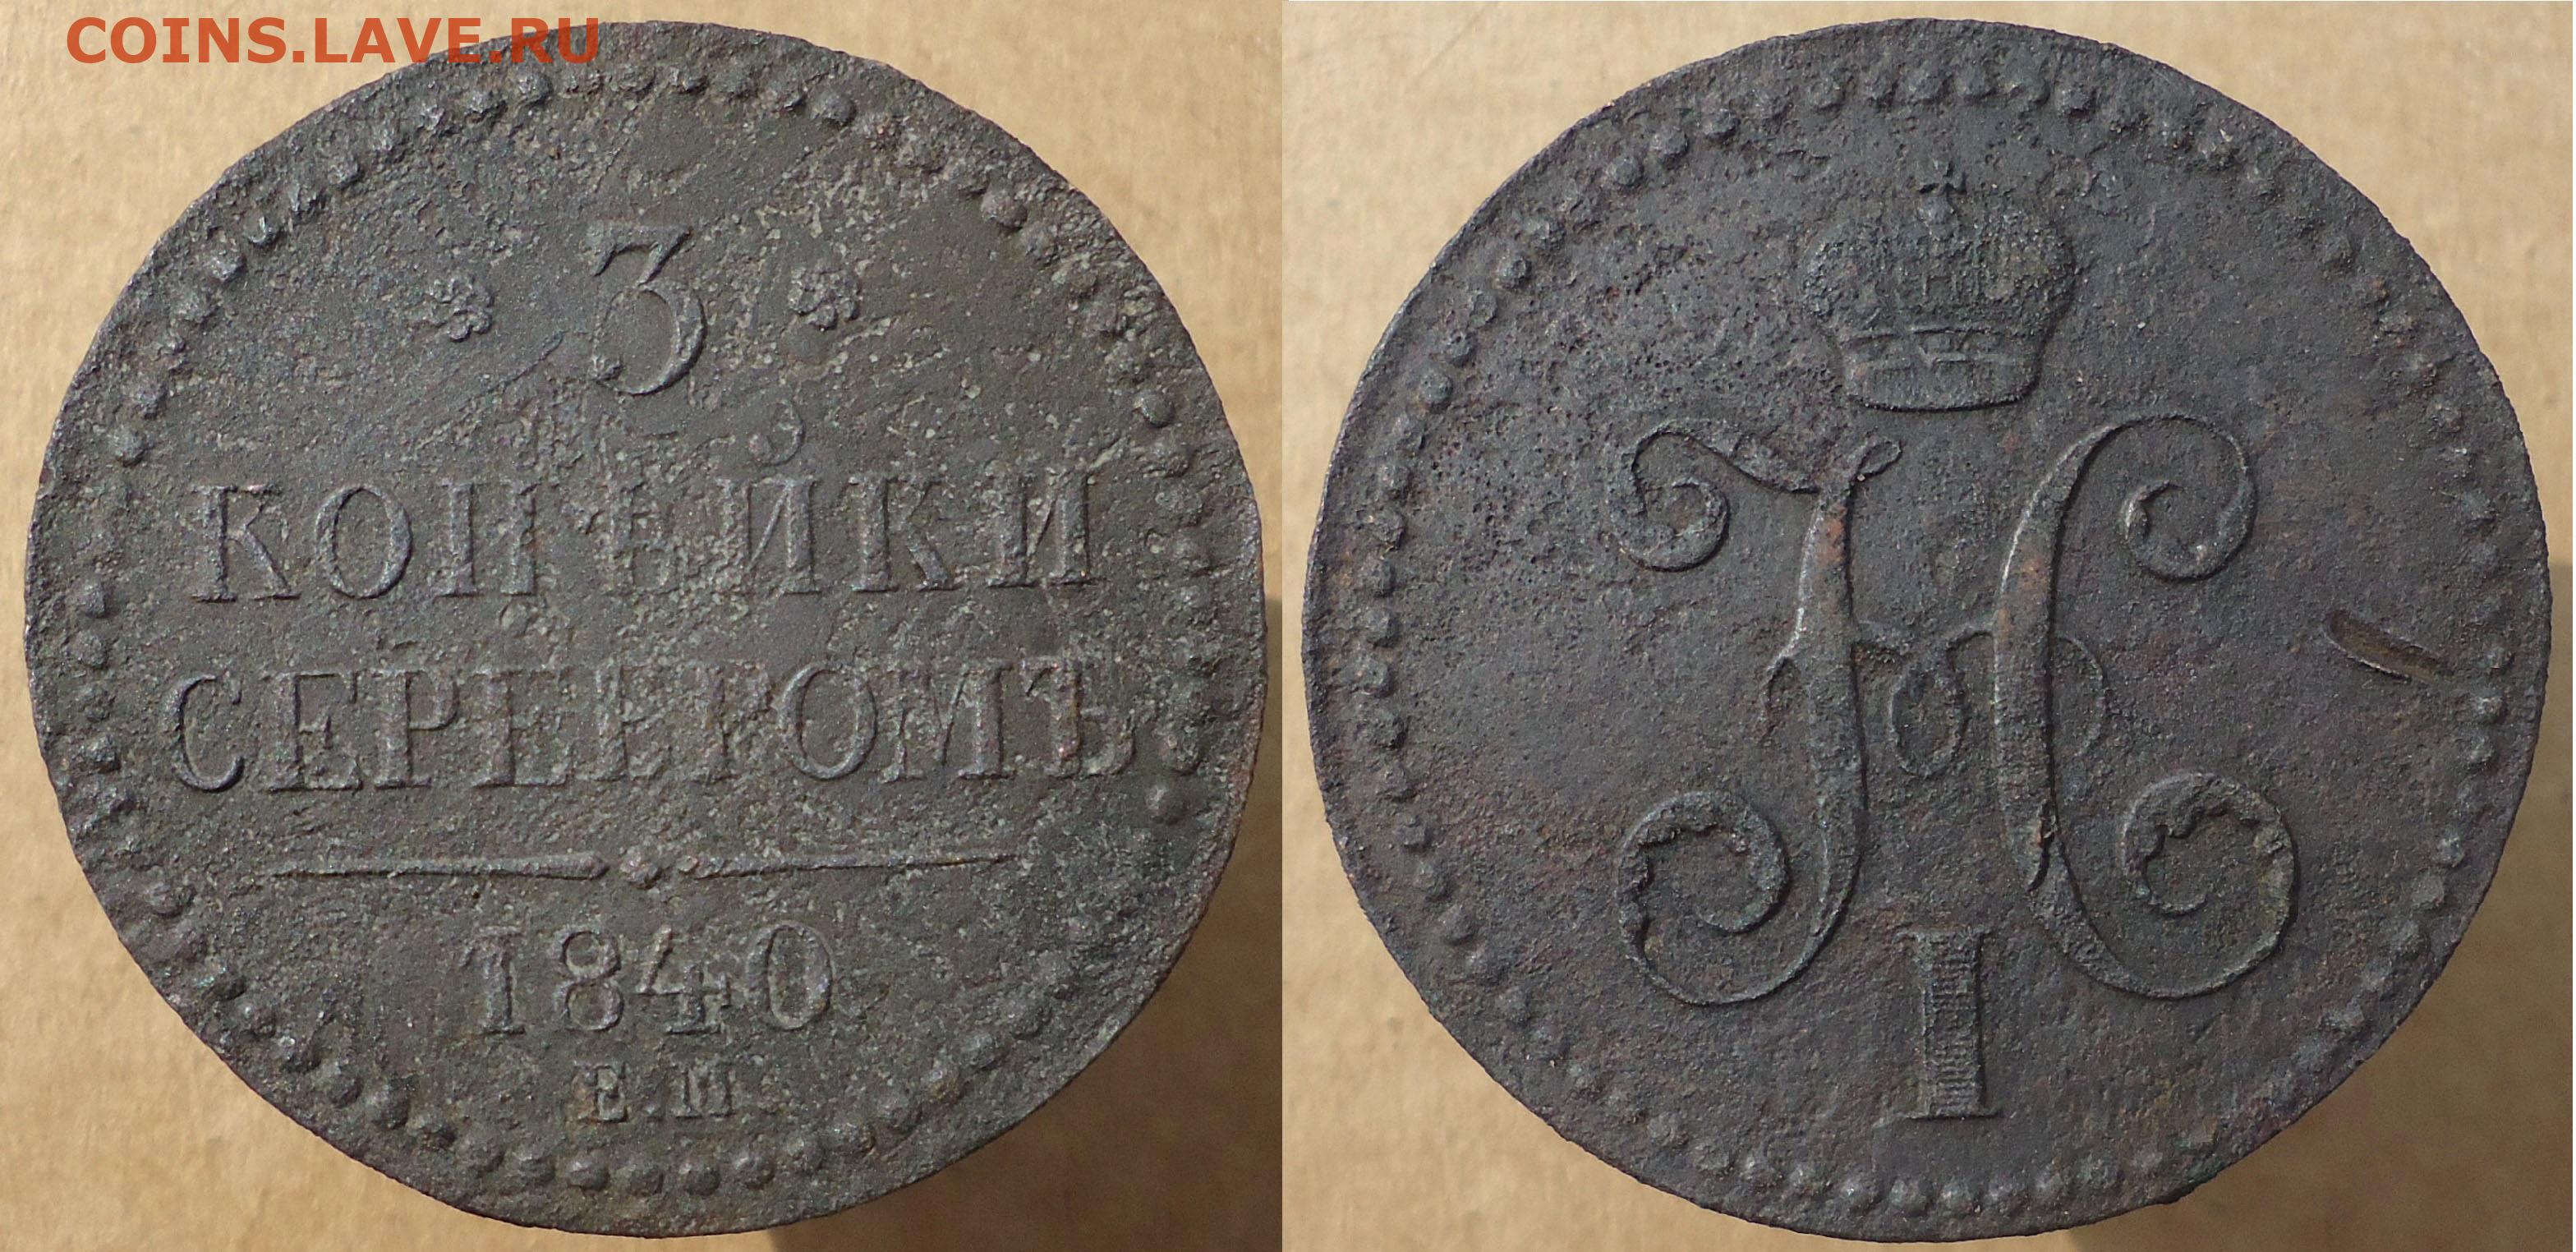 COINS.LAVE.RU
3
КОПѢЙКИ
СЕРЕБРОМЪ
1840
Е.М.
Н
I